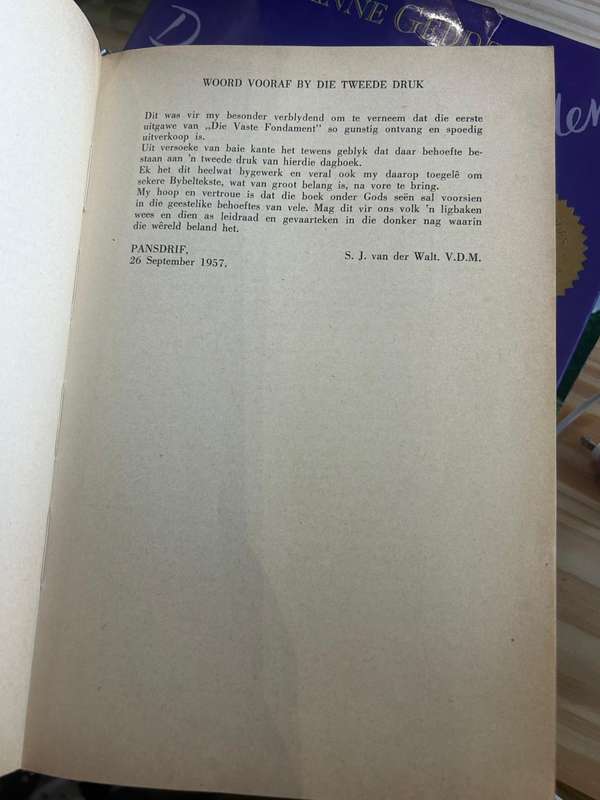 ANNE GEDD
WOORD VOORAF BY DIE TWEEDE DRUK
Dit was vir my besonder verblydend om te verneem dat die eerste
uitgawe van „Die Vaste Fondament" so gunstig ontvang en spoedig
uitverkoop is.
Uit versoeke van baie kante het tewens geblyk dat daar behoefte be-
staan aan 'n tweede druk van hierdie dagboek.
Ek het dit heelwat bygewerk en veral ook my daarop toegelê om
sekere Bybeltekste, wat van groot belang is, na vore te bring.
My hoop en vertroue is dat die boek onder Gods seën sal voorsien
in die geestelike behoeftes van vele. Mag dit vir ons volk 'n ligbaken
wees en dien as leidraad en gevaarteken in die donker nag waarin
die wêreld beland het.
PANSDRIF,
26 September 1957.
S. J. van der Walt. V.D.M.